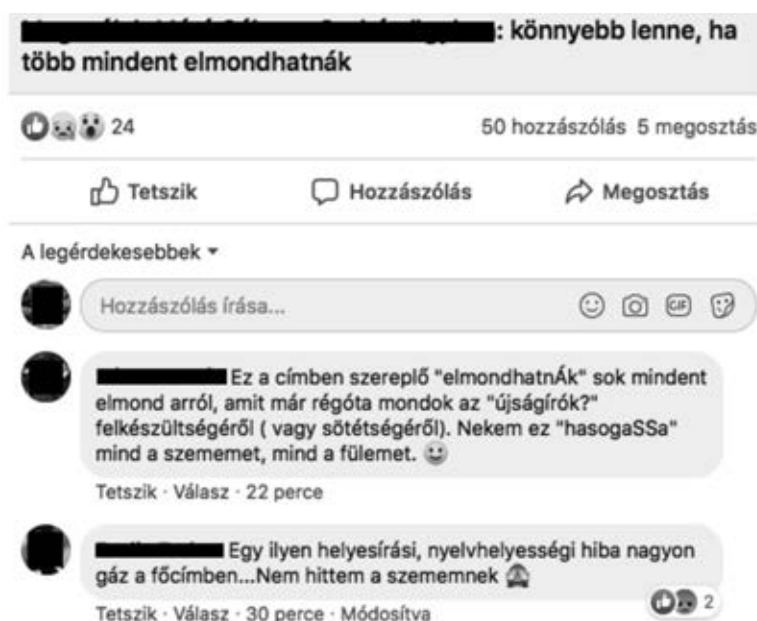 : könnyebb lenne, ha
több mindent elmondhatnák
24
50 hozzászólás 5 megosztás
Tetszik
Hozzászólás
Megosztás
A legérdekesebbek
Hozzászólás írása...
GIF
Ez a címben szereplő "elmondhatnÁk" sok mindent
elmond arról, amit már régóta mondok az "újságírók?"
felkészültségéről ( vagy sötétségéről). Nekem ez "hasogaSSa"
mind a szememet, mind a fülemet.
Tetszik · Válasz · 22 perce
Egy ilyen helyesírási, nyelvhelyességi hiba nagyon
gáz a főcímben...Nem hittem a szememnek
2
Tetszik · Válasz · 30 perce · Módosítva